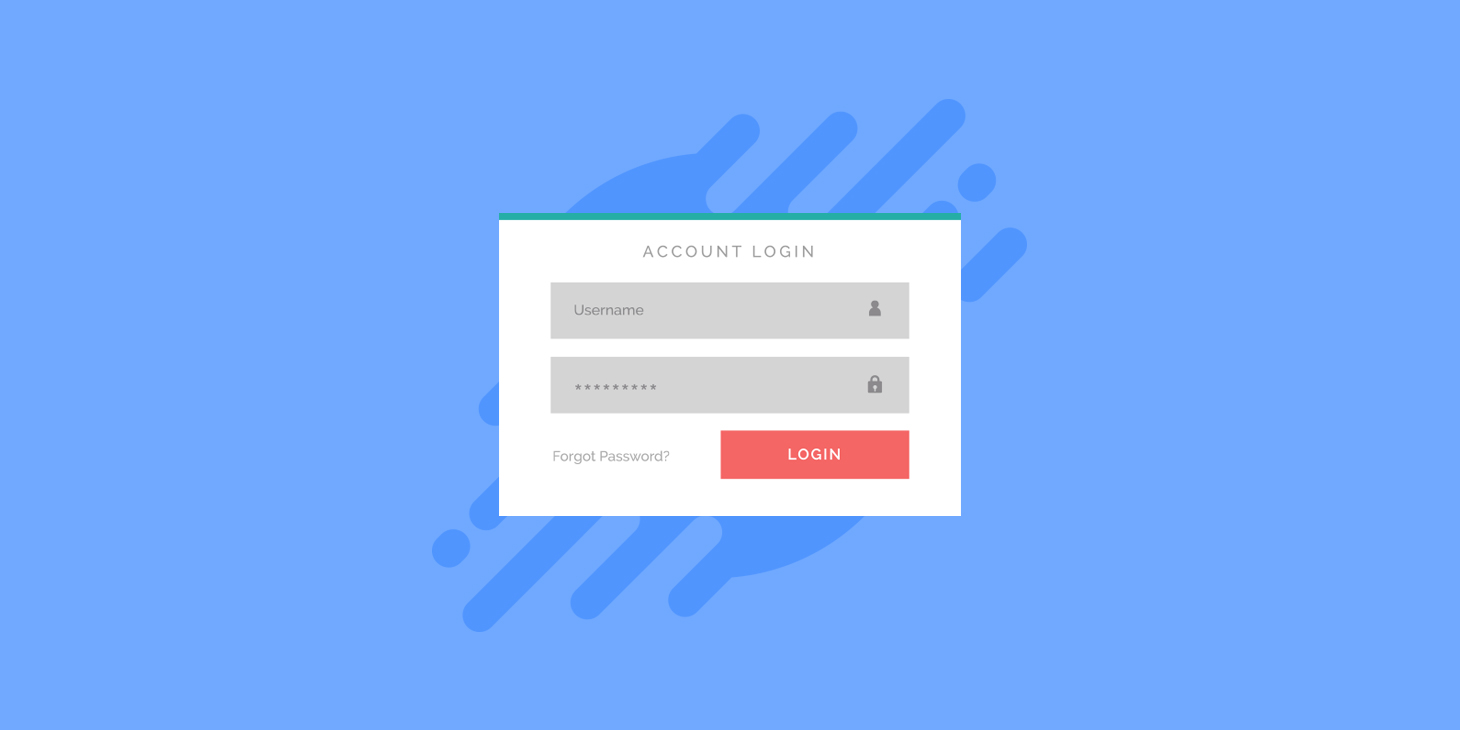 ACCOUNT LOGIN
Username
*********
Forgot Password?
LOGIN